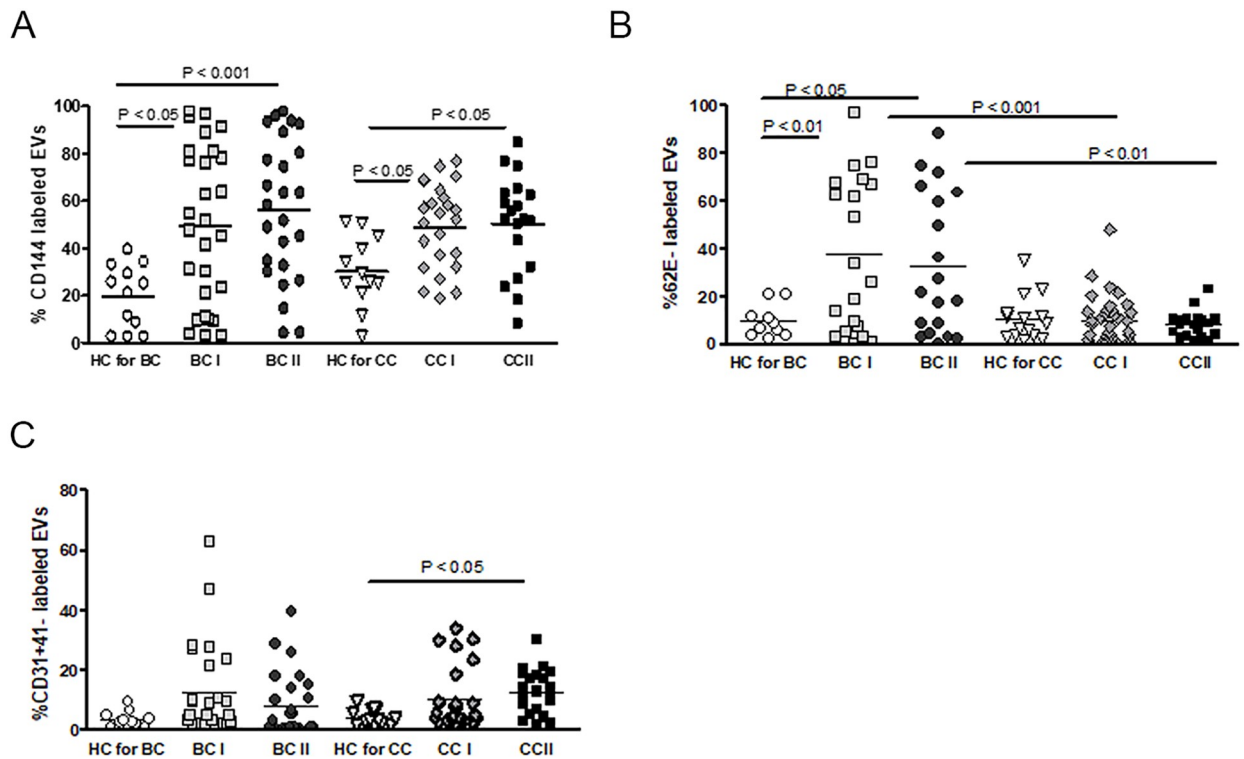 A
% CD144 labeled EVs
100
80
60
40
20
0
P < 0.001
P < 0.05
P < 0.05
P < 0.05
HC for BC BC I BC II HC for CC CC I CCII
B
%62E- labeled EVs
100
80
60
40
20
0
P < 0.05
P < 0.001
P < 0.01
P < 0.01
HC for BC BC I BC II HC for CC CC I CCII
C
%CD31+41- labeled EVs
80
60
40
20
0
P < 0.05
HC for BC BC I BC II HC for CC CC I CCII